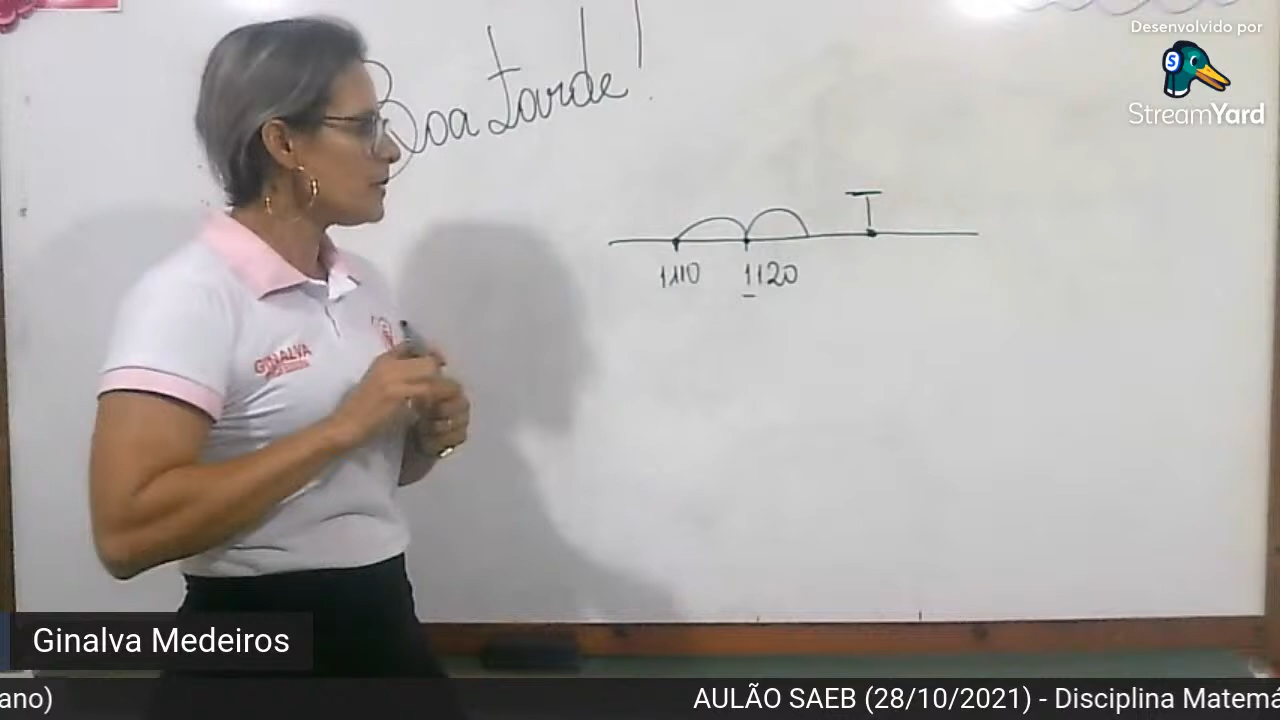 Desenvolvido por
StreamYard
Boa tarde!
T
1110 1120
GINALVA
Ginalva Medeiros
ano) AULÃO SAEB (28/10/2021) - Disciplina Matemá